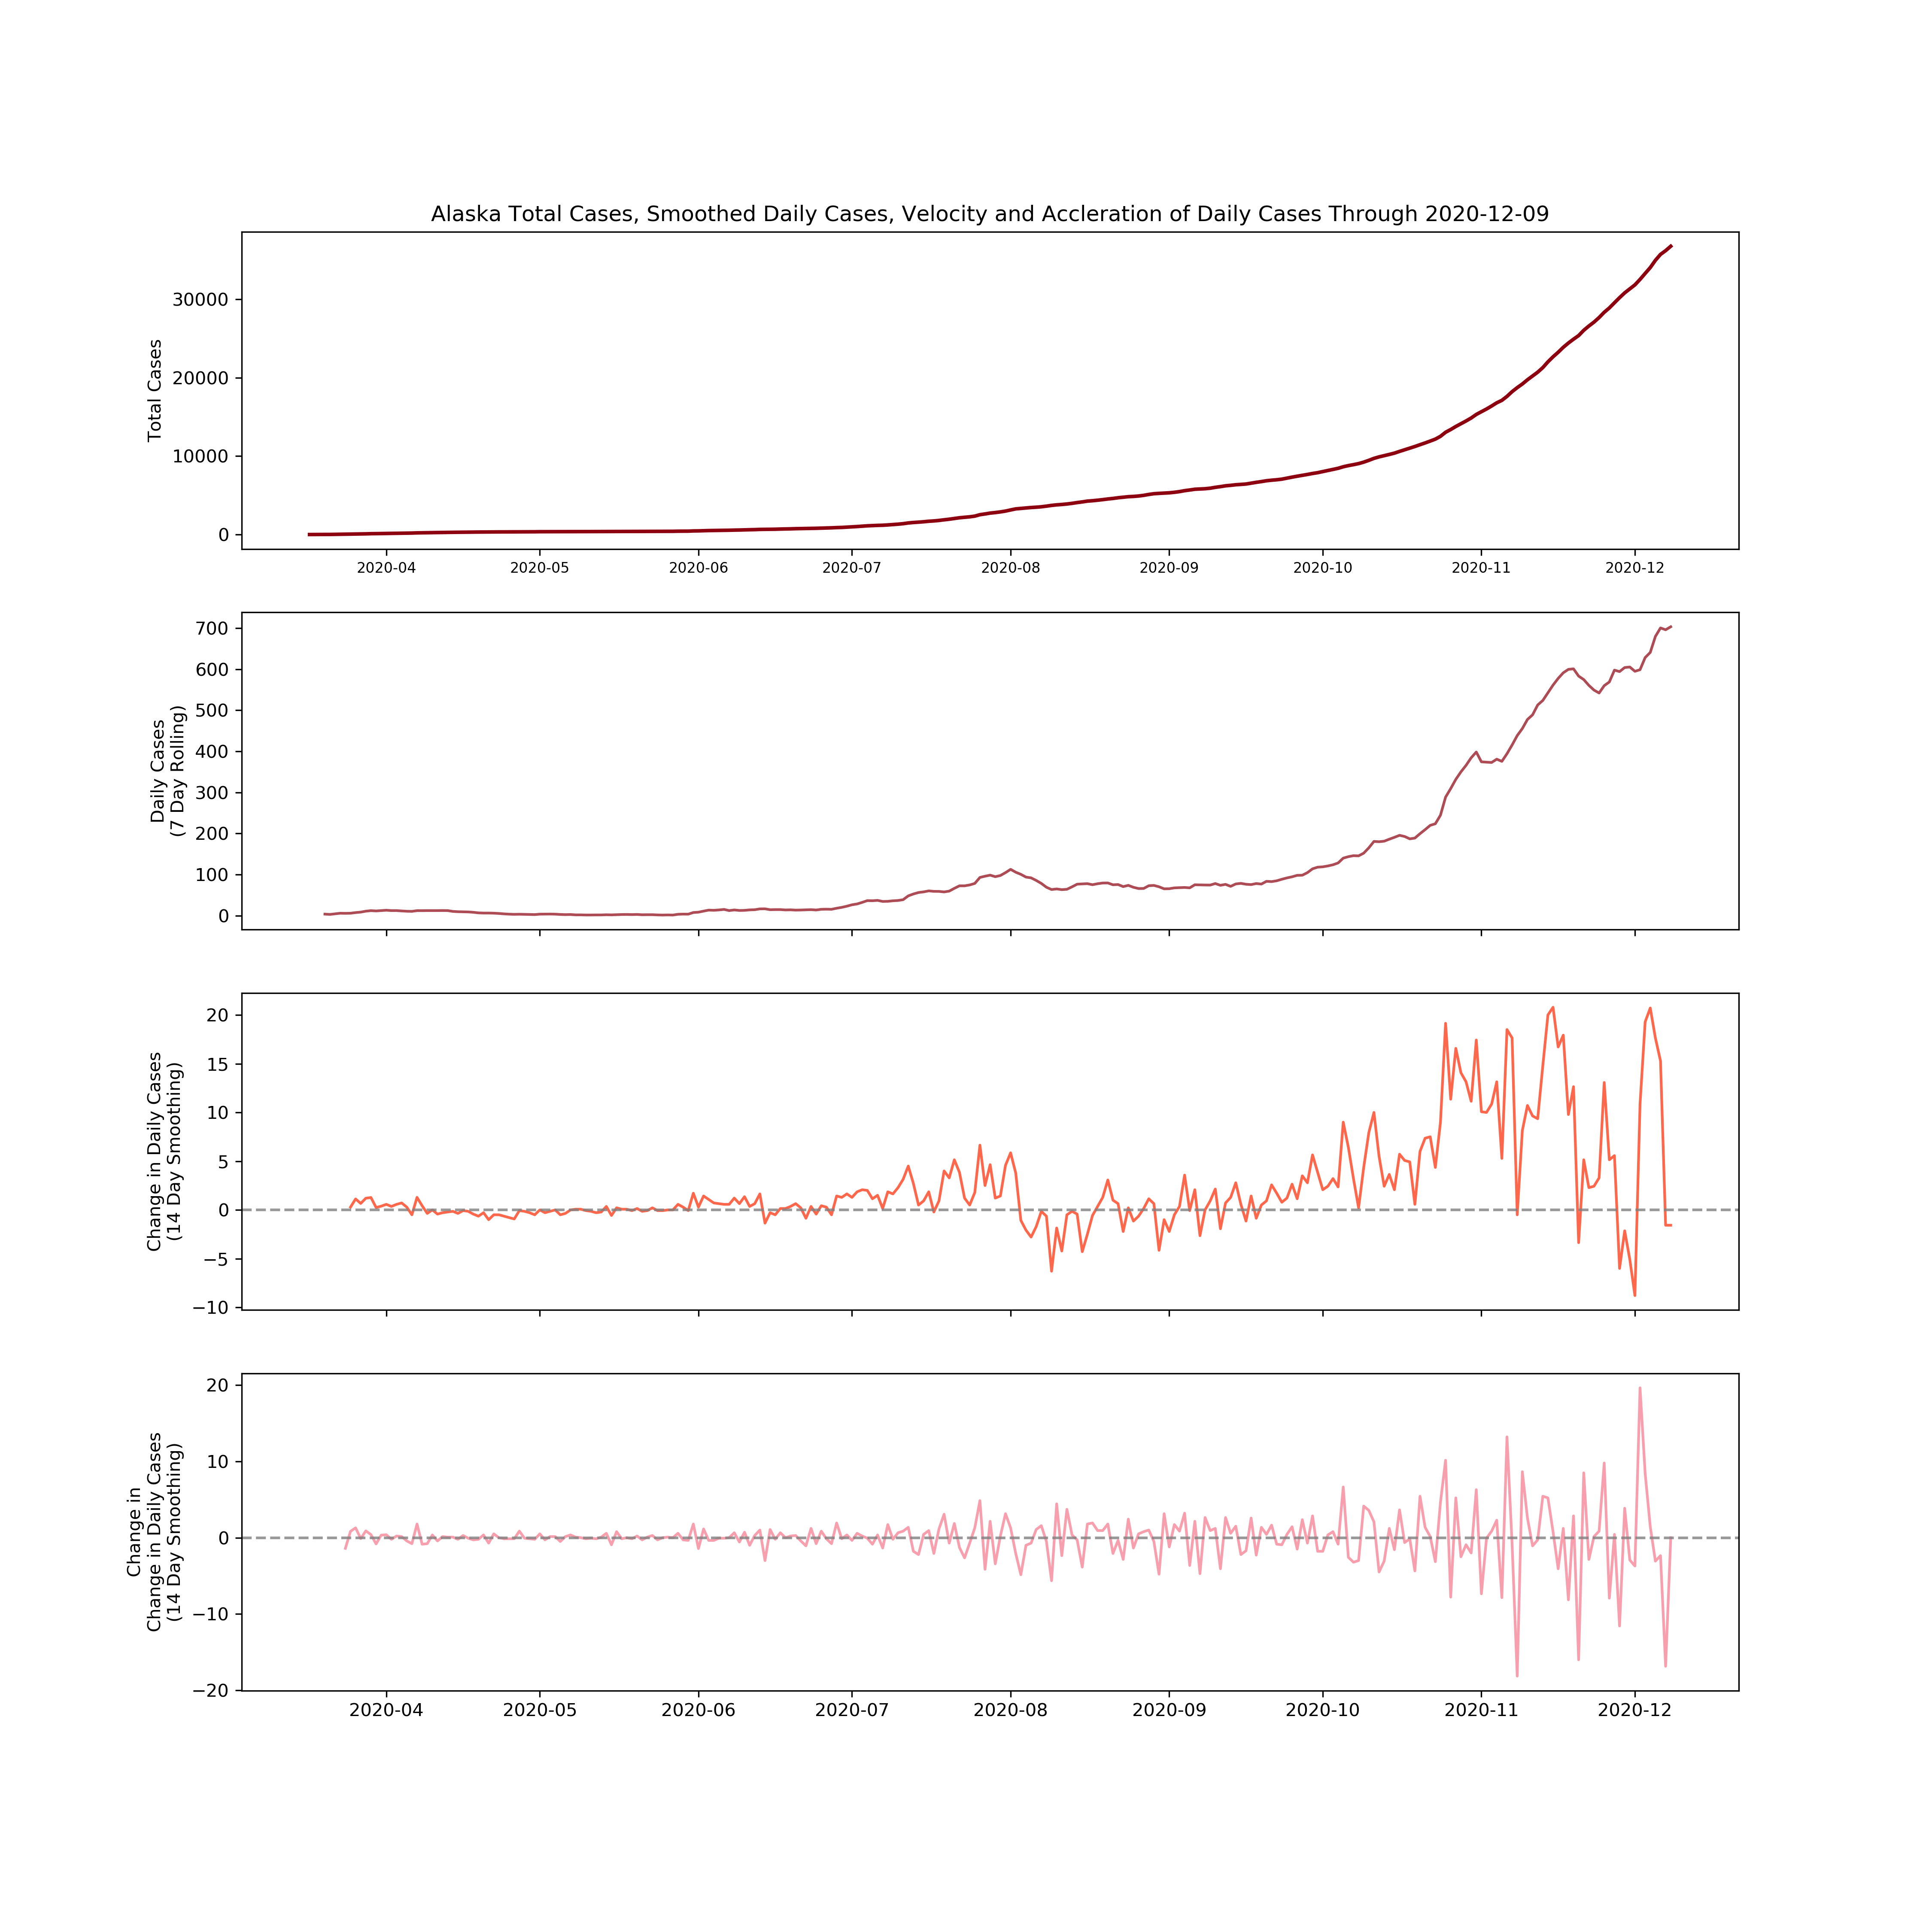 Alaska Total Cases, Smoothed Daily Cases, Velocity and Accleration of Daily Cases Through 2020-12-09
Total Cases
30000
20000
10000
0
2020-04 2020-05 2020-06 2020-07 2020-08 2020-09 2020-10 2020-11 2020-12
Daily Cases
(7 Day Rolling)
700
600
500
400
300
200
100
0
Change in Daily Cases
(14 Day Smoothing)
20
15
10
5
0
−5
−10
Change in
Change in Daily Cases
(14 Day Smoothing)
20
10
0
−10
−20
2020-04 2020-05 2020-06 2020-07 2020-08 2020-09 2020-10 2020-11 2020-12